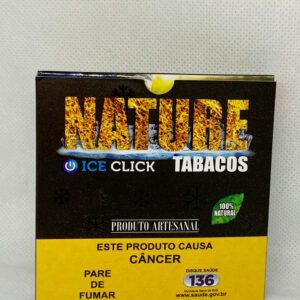 NATURE
ICE CLICK TABACOS
100%
NATURAL
PRODUTO ARTESANAL
ESTE PRODUTO CAUSA
CÂNCER
PARE
DE
FUMAR
DISQUE SAÚDE
136
www.saude.gov.br